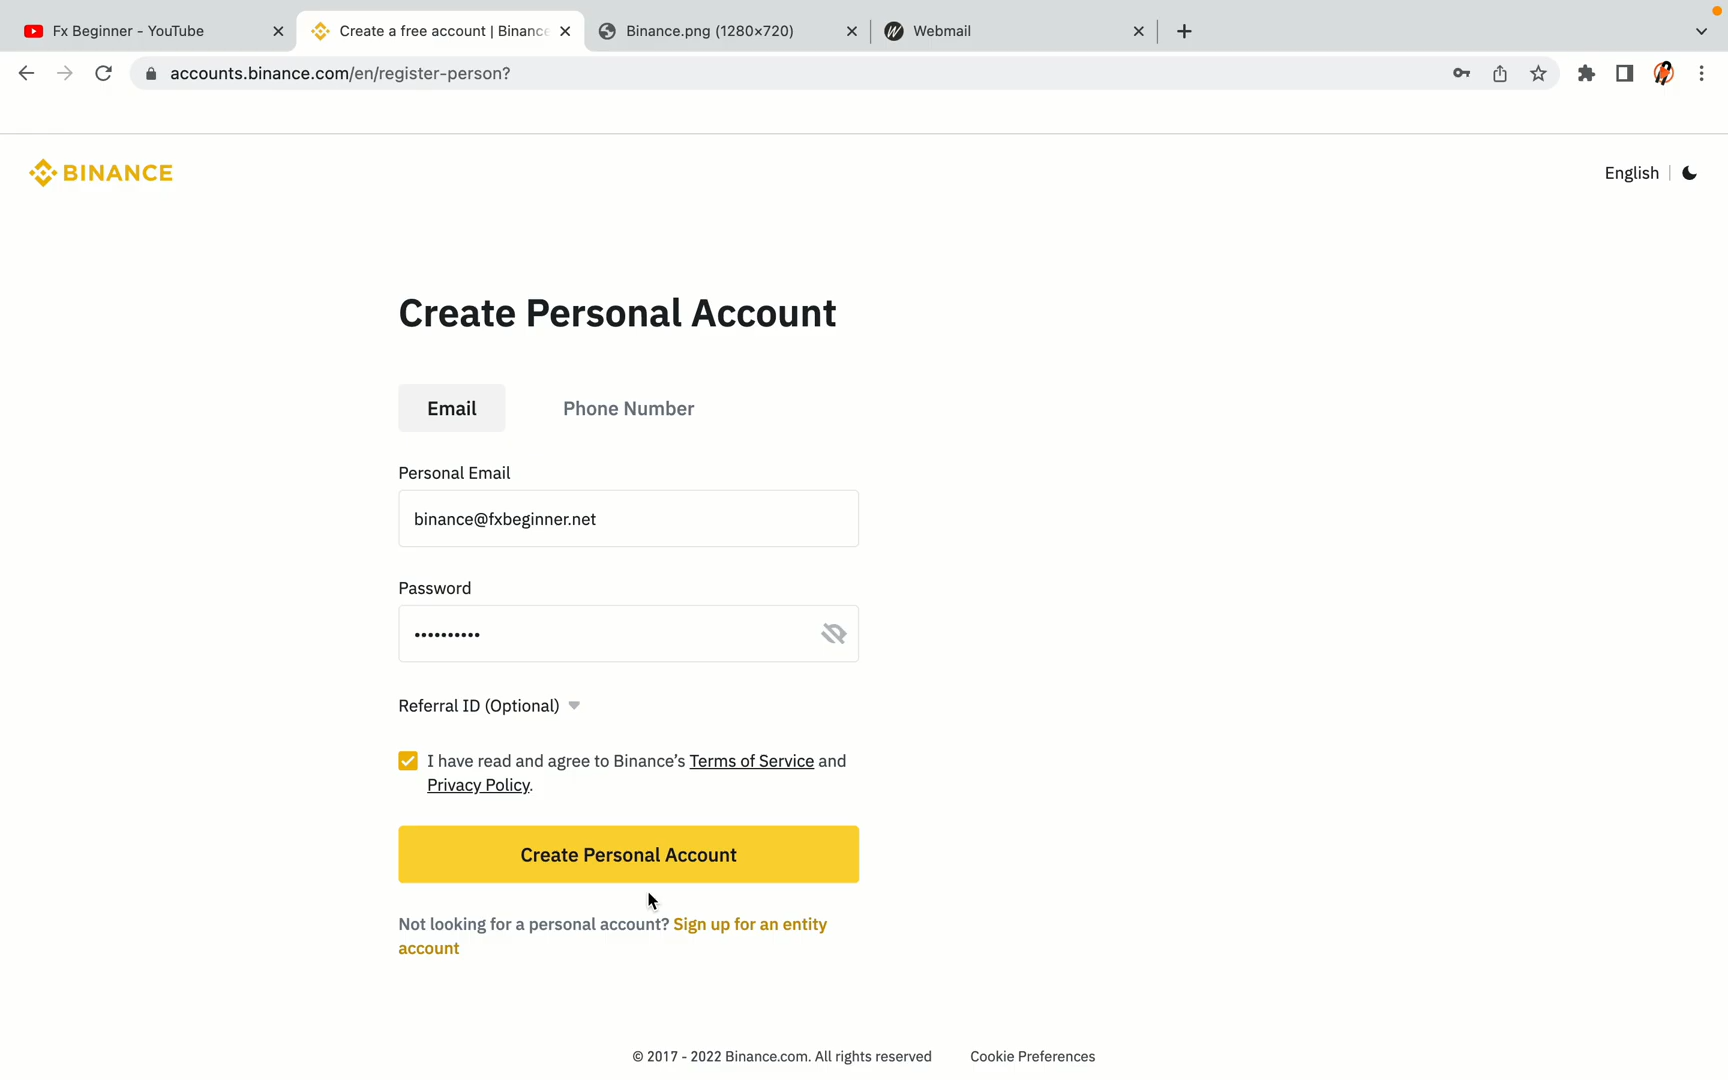 Fx Beginner - YouTube
Create a free account | Binance
Binance.png (1280×720)
Webmail
accounts.binance.com/en/register-person?
BINANCE
English
Create Personal Account
Email
Phone Number
Personal Email
binance@fxbeginner.net
Password
••••••••••
Referral ID (Optional)
I have read and agree to Binance’s Terms of Service and
Privacy Policy.
Create Personal Account
Not looking for a personal account? Sign up for an entity
account
© 2017 - 2022 Binance.com. All rights reserved
Cookie Preferences